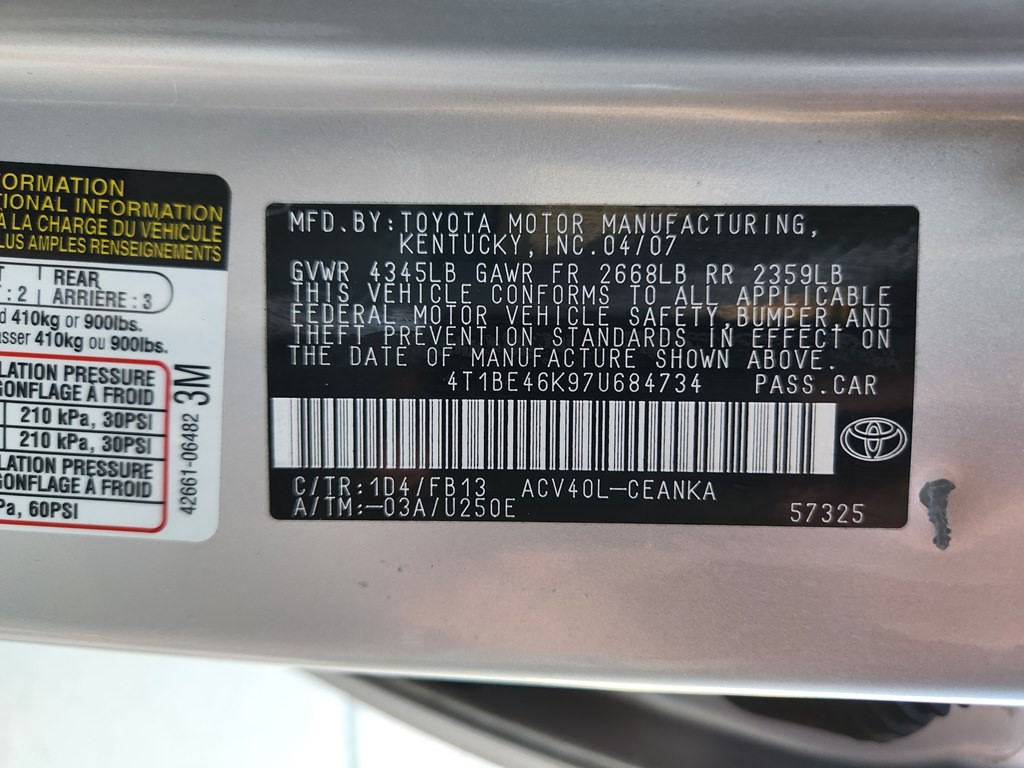 ORMATION
IONAL INFORMATION
À LA CHARGE DU VÉHICULE
LUS AMPLES RENSEIGNEMENTS
REAR
: 2 | ARRIÈRE : 3
d 410kg or 900lbs.
asser 410kg ou 900lbs.
LATION PRESSURE
GONFLAGE À FROID
210 kPa, 30PSI
210 kPa, 30PSI
LATION PRESSURE
GONFLAGE À FROID
Pa, 60PSI
42661-06482 3M
MFD.BY:TOYOTA MOTOR MANUFACTURING,
KENTUCKY,INC.04/07
GVWR 4345LB GAWR FR 2668LB RR 2359LB
THIS VEHICLE CONFORMS TO ALL APPLICABLE
FEDERAL MOTOR VEHICLE SAFETY,BUMPER,AND
THEFT PREVENTION STANDARDS IN EFFECT ON
THE DATE OF MANUFACTURE SHOWN ABOVE.
4T1BE46K97U684734 PASS.CAR
C/TR:1D4/FB13 ACV40L-CEANKA
A/TM:-03A/U250E
57325